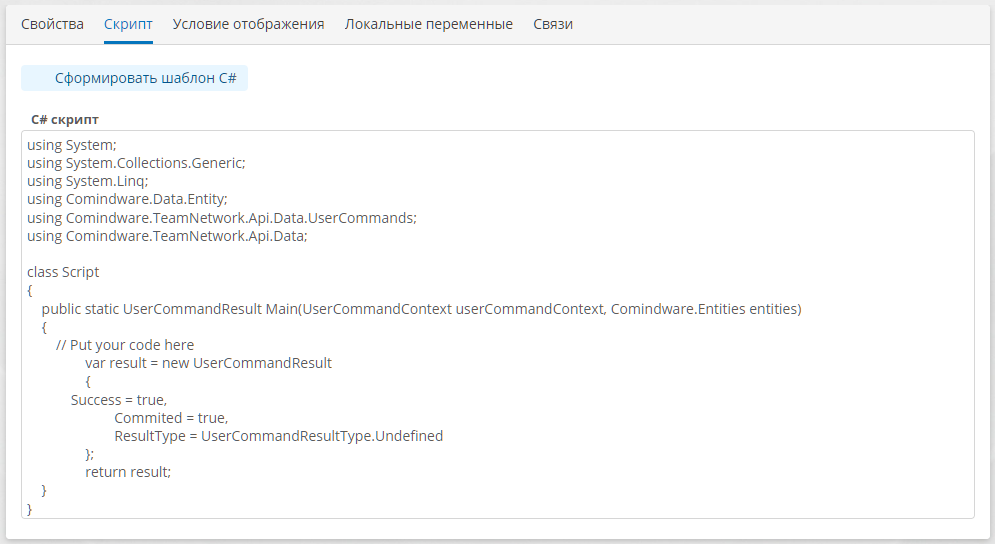 Свойства Скрипт Условие отображения Локальные переменные Связи
Сформировать шаблон C#
C# скрипт
using System;
using System.Collections.Generic;
using System.Linq;
using Comindware.Data.Entity;
using Comindware.TeamNetwork.Api.Data.UserCommands;
using Comindware.TeamNetwork.Api.Data;
class Script
{
public static UserCommandResult Main(UserCommandContext userCommandContext, Comindware.Entities entities)
{
// Put your code here
var result = new UserCommandResult
{
Success = true,
Commited = true,
ResultType = UserCommandResultType.Undefined
};
return result;
}
}